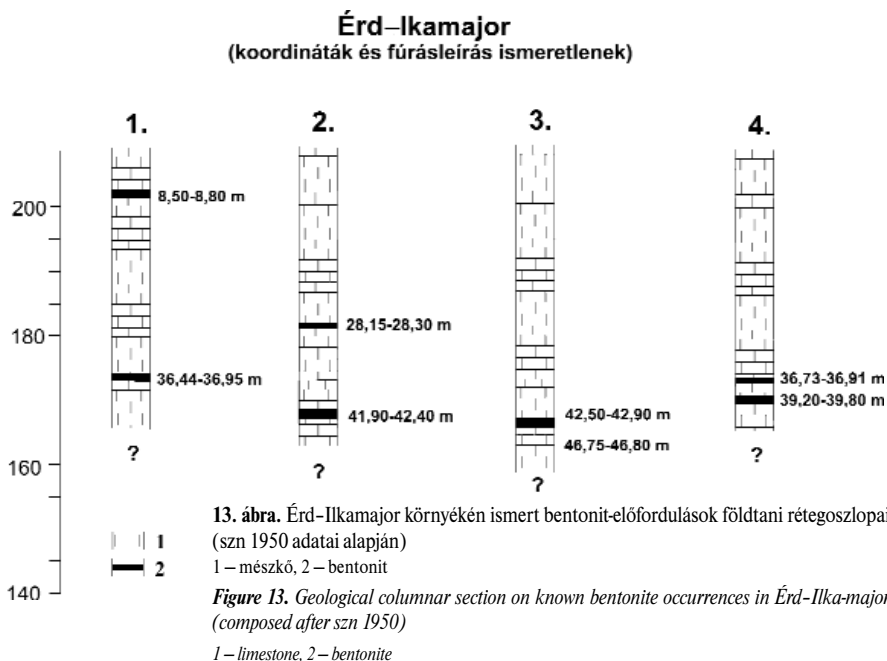 Érd–Ikamajor
(koordináták és fúrásleírás ismeretlenek)
1.
2.
3.
4.
200
180
160
140
8,50-8,80 m
36,44-36,95 m
?
28,15-28,30 m
41,90-42,40 m
?
42,50-42,90 m
46,75-46,80 m
?
36,73-36,91 m
39,20-39,80 m
?
1
2
13. ábra. Érd–Ilkamajor környékén ismert bentonit-előfordulások földtani rétegoszlopai
(szn 1950 adatai alapján)
1 – mészkő, 2 – bentonit
Figure 13. Geological columnar section on known bentonite occurrences in Érd–Ilka-major
(composed after szn 1950)
1 – limestone, 2 – bentonite